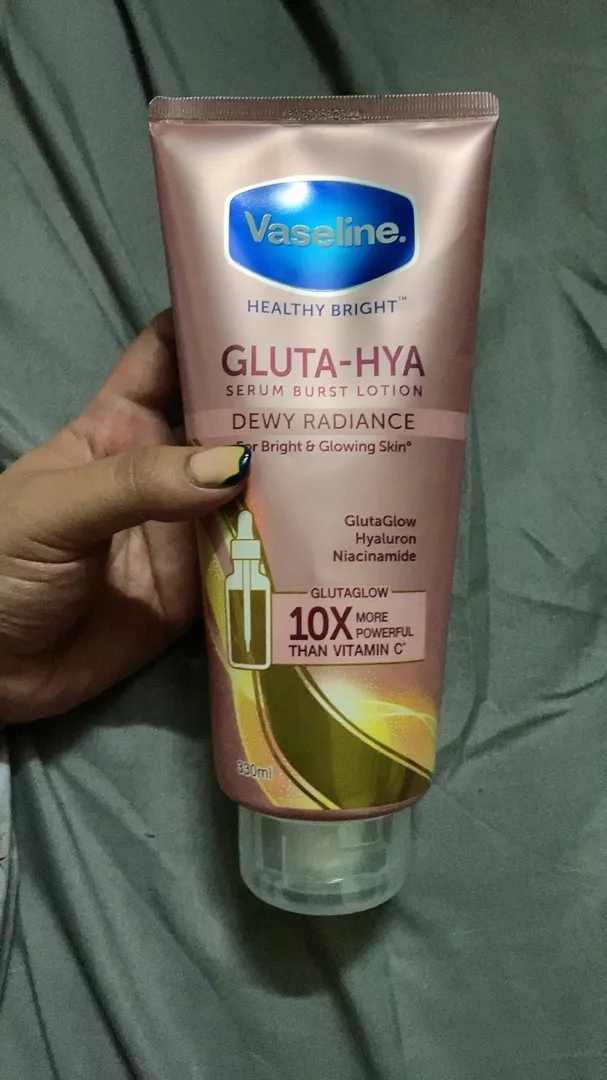 Vaseline.
HEALTHY BRIGHT™
GLUTA-HYA
SERUM BURST LOTION
DEWY RADIANCE
For Bright & Glowing Skin°
GlutaGlow
Hyaluron
Niacinamide
GLUTAGLOW
10X MORE
POWERFUL
THAN VITAMIN C*
330ml